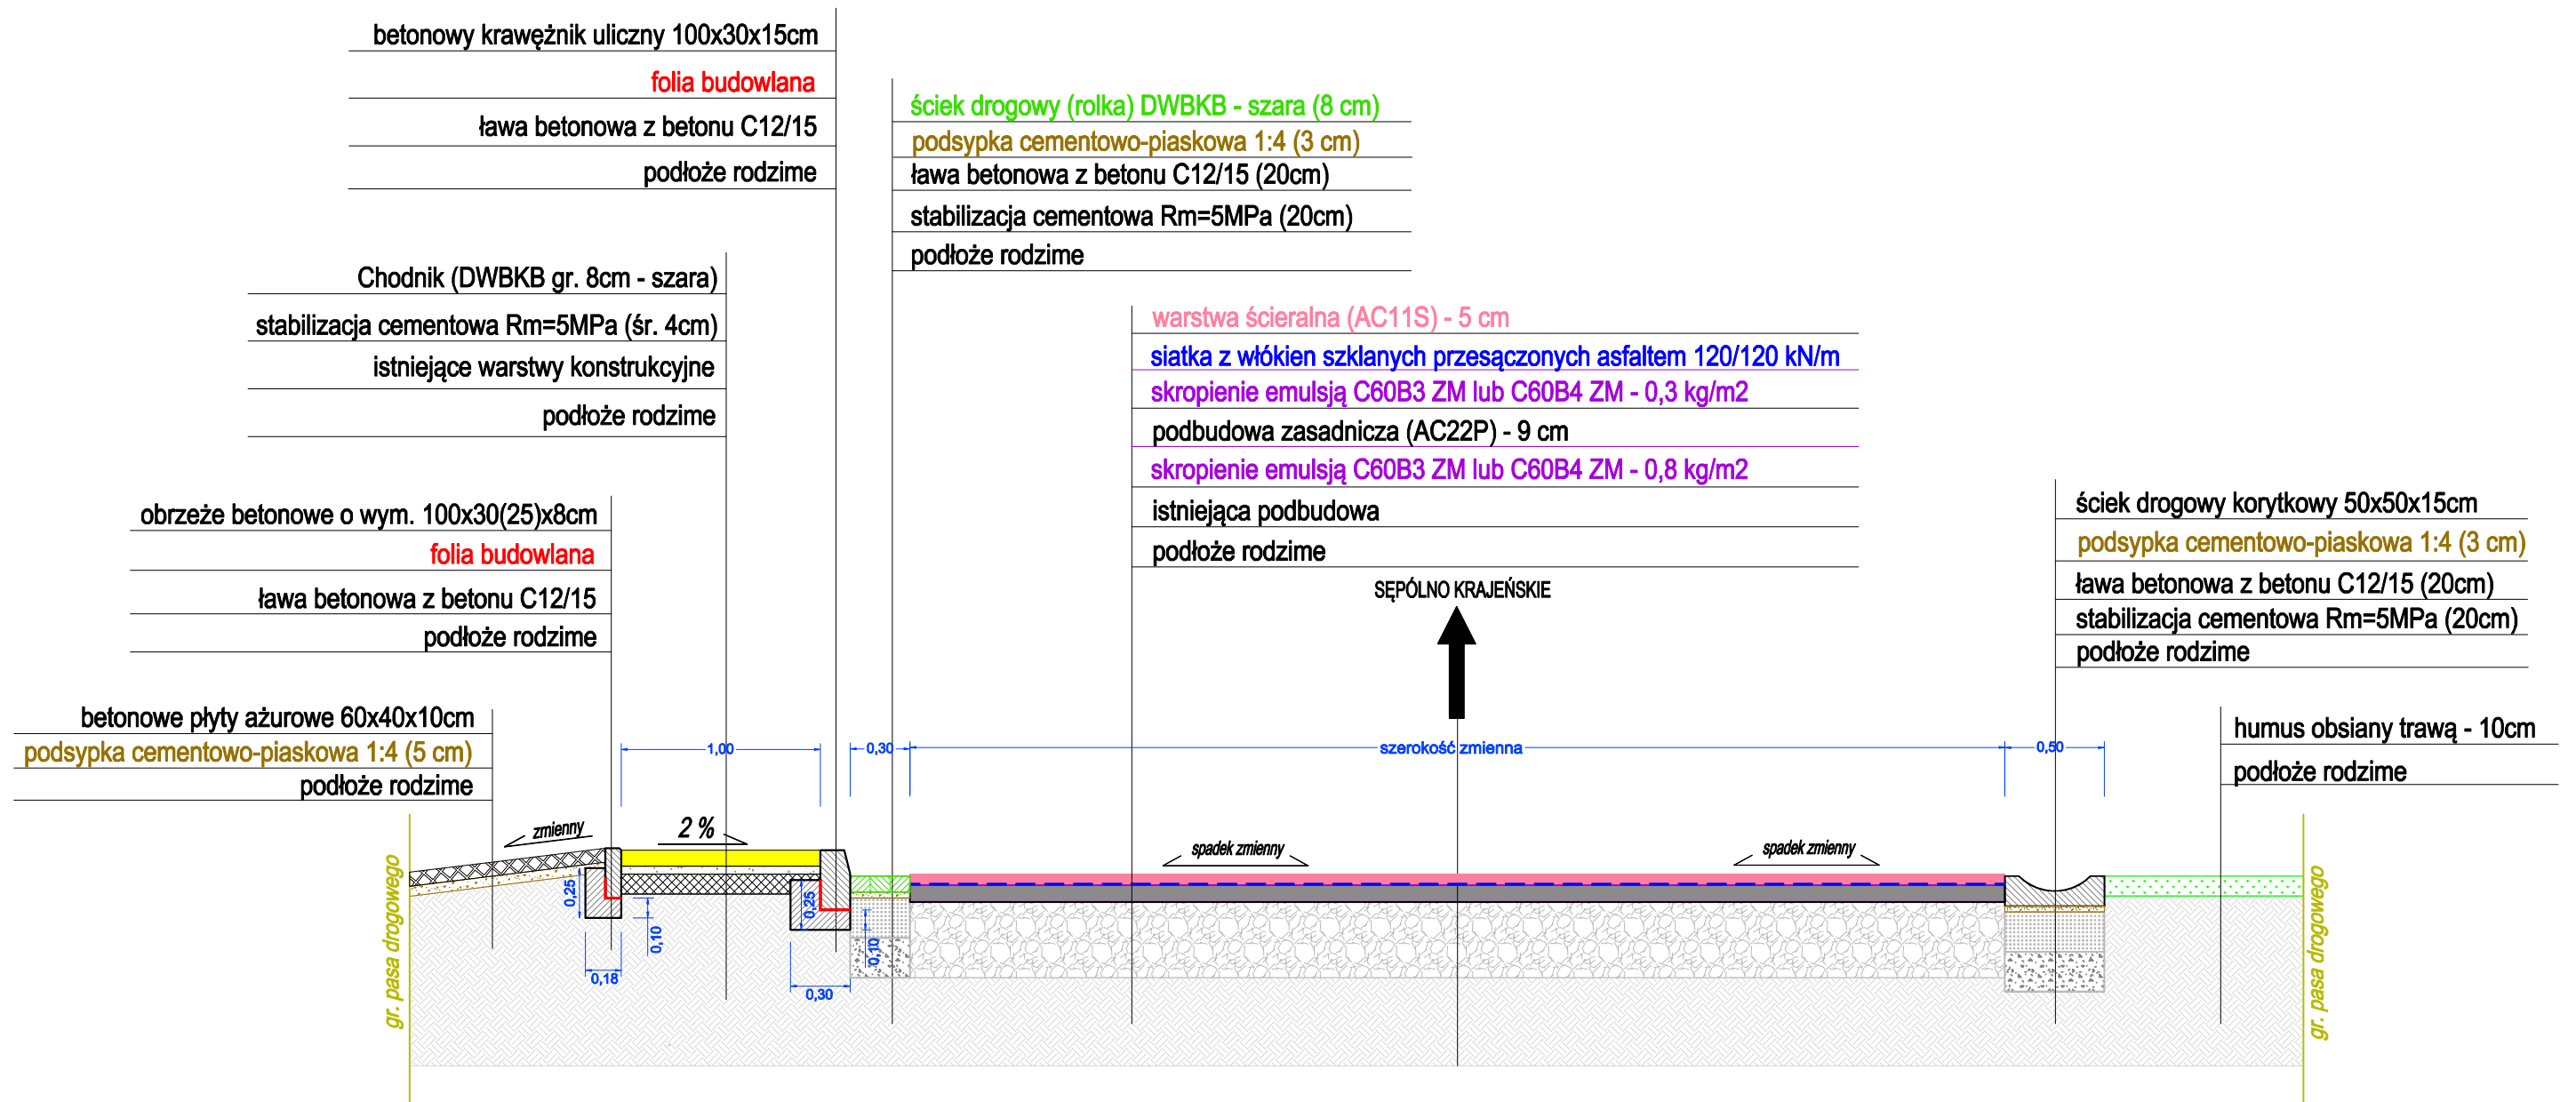 betonowy krawężnik uliczny 100x30x15cm
folia budowlana
ława betonowa z betonu C12/15
podłoże rodzime
ściek drogowy (rolka) DWBKB - szara (8 cm)
podsypka cementowo-piaskowa 1:4 (3 cm)
ława betonowa z betonu C12/15 (20cm)
stabilizacja cementowa Rm=5MPa (20cm)
podłoże rodzime
Chodnik (DWBKB gr. 8cm - szara)
stabilizacja cementowa Rm=5MPa (śr. 4cm)
istniejące warstwy konstrukcyjne
podłoże rodzime
warstwa ścieralna (AC11S) - 5 cm
siatka z włókien szklanych przesączonych asfaltem 120/120 kN/m
skropienie emulsją C60B3 ZM lub C60B4 ZM - 0,3 kg/m2
podbudowa zasadnicza (AC22P) - 9 cm
skropienie emulsją C60B3 ZM lub C60B4 ZM - 0,8 kg/m2
istniejąca podbudowa
podłoże rodzime
obrzeże betonowe o wym. 100x30(25)x8cm
folia budowlana
ława betonowa z betonu C12/15
podłoże rodzime
ściek drogowy korytkowy 50x50x15cm
podsypka cementowo-piaskowa 1:4 (3 cm)
ława betonowa z betonu C12/15 (20cm)
stabilizacja cementowa Rm=5MPa (20cm)
podłoże rodzime
SĘPÓLNO KRAJEŃSKIE
betonowe płyty ażurowe 60x40x10cm
podsypka cementowo-piaskowa 1:4 (5 cm)
podłoże rodzime
humus obsiany trawą - 10cm
podłoże rodzime
1,00
0,30
szerokość zmienna
0,50
zmienny
2 %
spadek zmienny
spadek zmienny
gr. pasa drogowego
0,25
0,10
0,18
0,25
0,10
0,30
gr. pasa drogowego